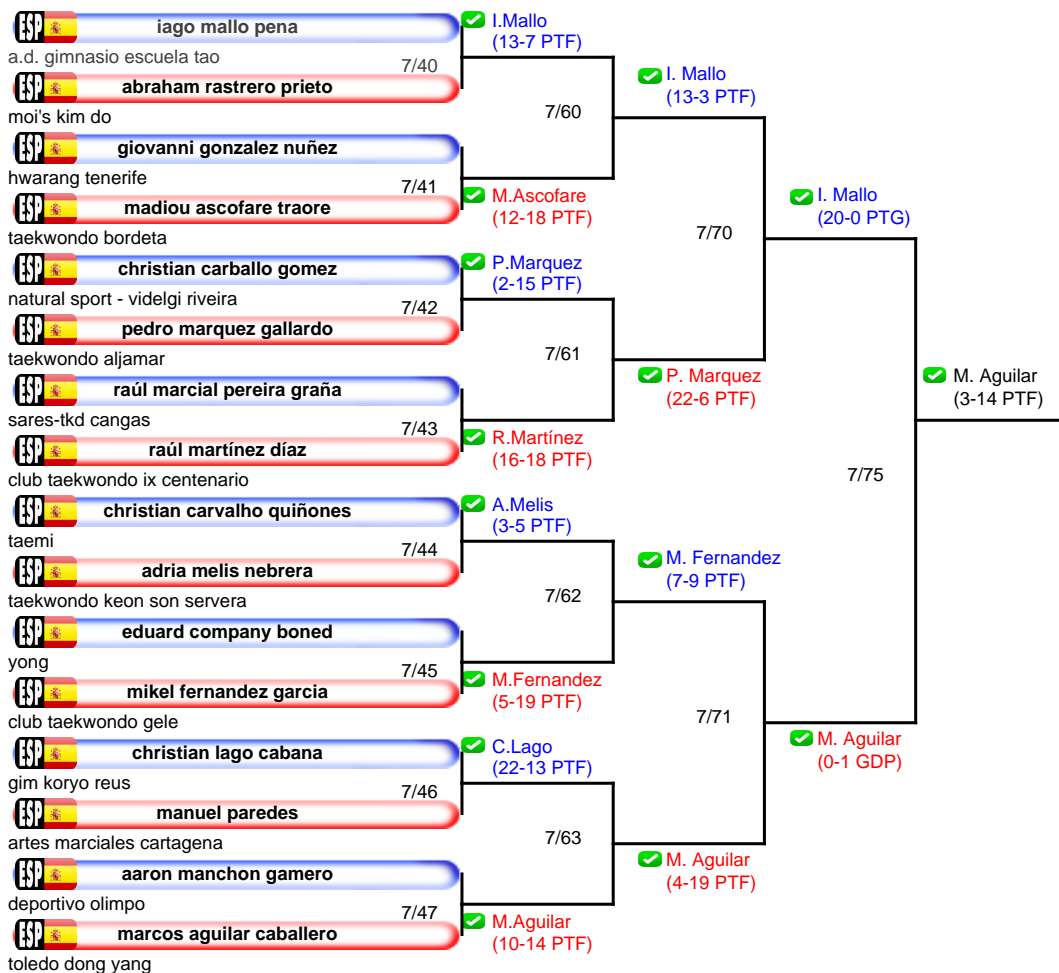 ESP iago mallo pena
a.d. gimnasio escuela tao
7/40
ESP abraham rastrero prieto
moi's kim do
ESP giovanni gonzalez nuñez
hwarang tenerife
7/41
ESP madiou ascofare traore
taekwondo bordeta
ESP christian carballo gomez
natural sport - videlgi riveira
7/42
ESP pedro marquez gallardo
taekwondo aljamar
ESP raúl marcial pereira graña
sares-tkd cangas
7/43
ESP raúl martínez díaz
club taekwondo ix centenario
ESP christian carvalho quiñones
taemi
7/44
ESP adria melis nebrera
taekwondo keon son servera
ESP eduard company boned
yong
7/45
ESP mikel fernandez garcia
club taekwondo gele
ESP christian lago cabana
gim koryo reus
7/46
ESP manuel paredes
artes marciales cartagena
ESP aaron manchon gamero
deportivo olimpo
7/47
ESP marcos aguilar caballero
toledo dong yang
I.Mallo
(13-7 PTF)
7/60
M.Ascofare
(12-18 PTF)
P.Marquez
(2-15 PTF)
7/61
R.Martínez
(16-18 PTF)
A.Melis
(3-5 PTF)
7/62
M.Fernandez
(5-19 PTF)
C.Lago
(22-13 PTF)
7/63
M.Aguilar
(10-14 PTF)
I. Mallo
(13-3 PTF)
7/70
P. Marquez
(22-6 PTF)
M. Fernandez
(7-9 PTF)
7/71
M. Aguilar
(4-19 PTF)
I. Mallo
(20-0 PTG)
7/75
M. Aguilar
(0-1 GDP)
M. Aguilar
(3-14 PTF)